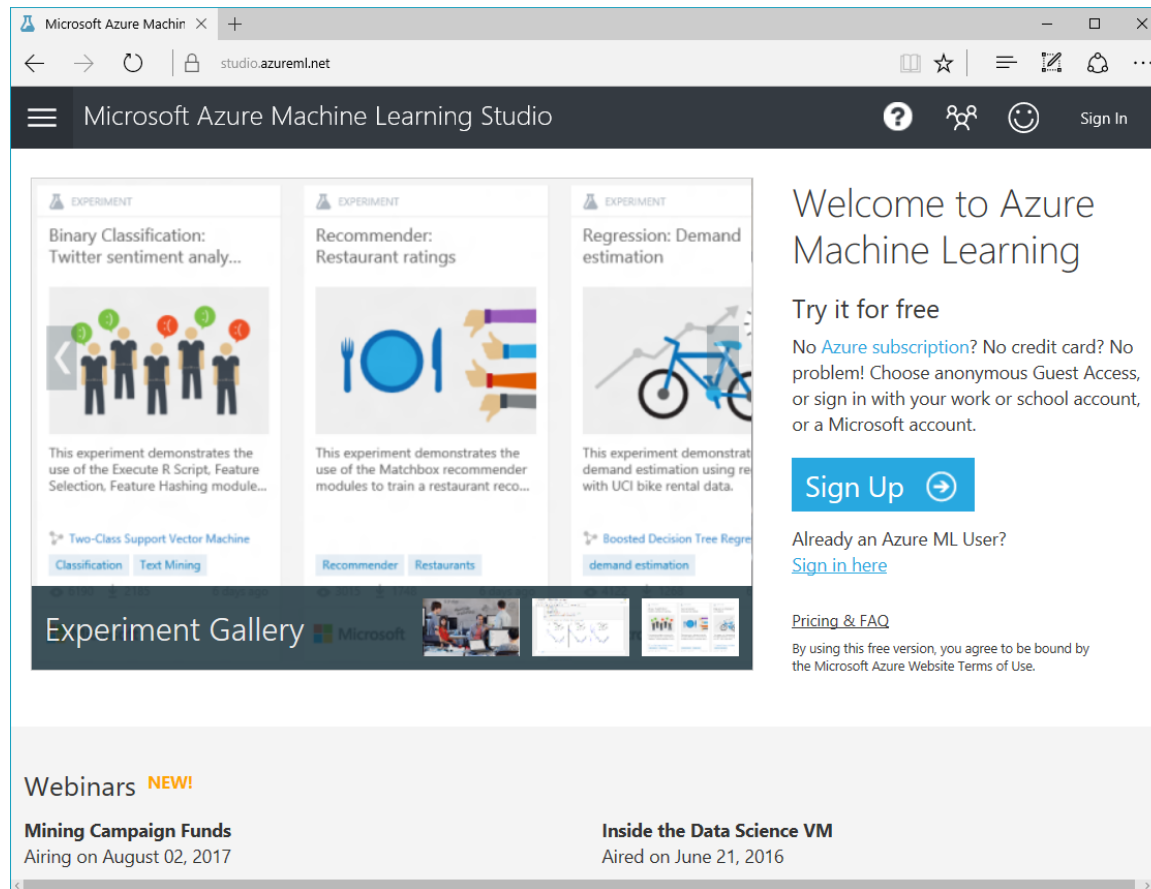 Microsoft Azure Machin
studio.azureml.net
Microsoft Azure Machine Learning Studio
Sign In
EXPERIMENT
Binary Classification:
Twitter sentiment analy...
This experiment demonstrates the
use of the Execute R Script, Feature
Selection, Feature Hashing module...
Two-Class Support Vector Machine
Classification
Text Mining
EXPERIMENT
Recommender:
Restaurant ratings
This experiment demonstrates the
use of the Matchbox recommender
modules to train a restaurant reco...
Recommender
Restaurants
EXPERIMENT
Regression: Demand
estimation
This experiment demonstrat
demand estimation using re
with UCI bike rental data.
Boosted Decision Tree Regre
demand estimation
Experiment Gallery
Microsoft
Welcome to Azure
Machine Learning
Try it for free
No Azure subscription? No credit card? No
problem! Choose anonymous Guest Access,
or sign in with your work or school account,
or a Microsoft account.
Sign Up
Already an Azure ML User?
Sign in here
Pricing & FAQ
By using this free version, you agree to be bound by
the Microsoft Azure Website Terms of Use.
Webinars NEW!
Mining Campaign Funds
Airing on August 02, 2017
Inside the Data Science VM
Aired on June 21, 2016